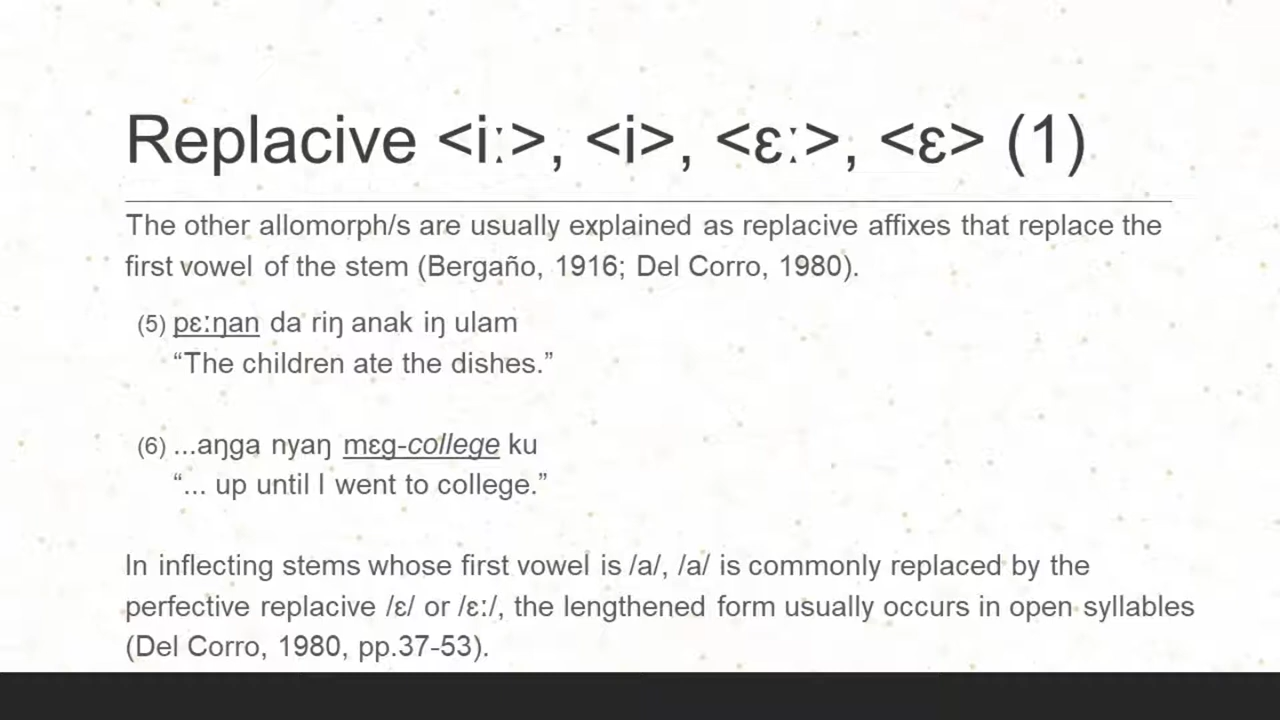 Replacive <iː>, <i>, <ɛː>, <ɛ> (1)
The other allomorph/s are usually explained as replacive affixes that replace the
first vowel of the stem (Bergaño, 1916; Del Corro, 1980).
(5) pɛːŋan da riŋ anak iŋ ulam
“The children ate the dishes.”
(6) ...aŋga nyaŋ mɛg-college ku
“... up until I went to college.”
In inflecting stems whose first vowel is /a/, /a/ is commonly replaced by the
perfective replacive /ɛ/ or /ɛː/, the lengthened form usually occurs in open syllables
(Del Corro, 1980, pp.37-53).